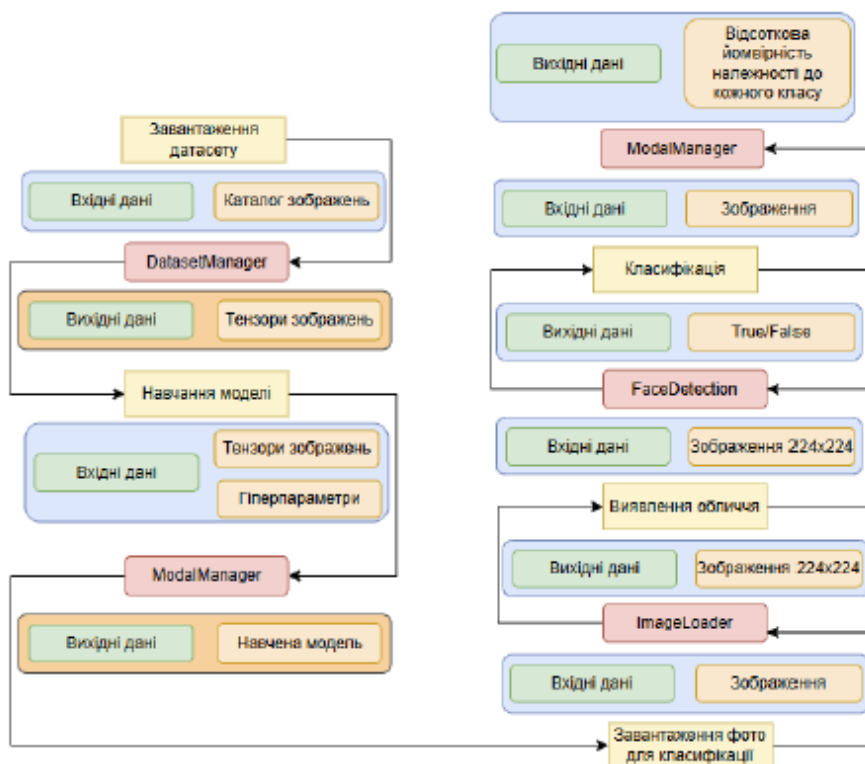 Завантаження
датасету
Вхідні дані
Каталог зображень
DatasetManager
Вихідні дані
Тензори зображень
Навчання моделі
Вхідні дані
Тензори зображень
Гіперпараметри
ModalManager
Вихідні дані
Навчена модель
Вихідні дані
Відсоткова
йомвірність
належності до
кожного класу
ModalManager
Вхідні дані
Зображення
Класифікація
Вихідні дані
True/False
FaceDetection
Вхідні дані
Зображення 224x224
Виявлення обличчя
Вихідні дані
Зображення 224x224
ImageLoader
Вхідні дані
Зображення
Завантаження фото
для класифікації